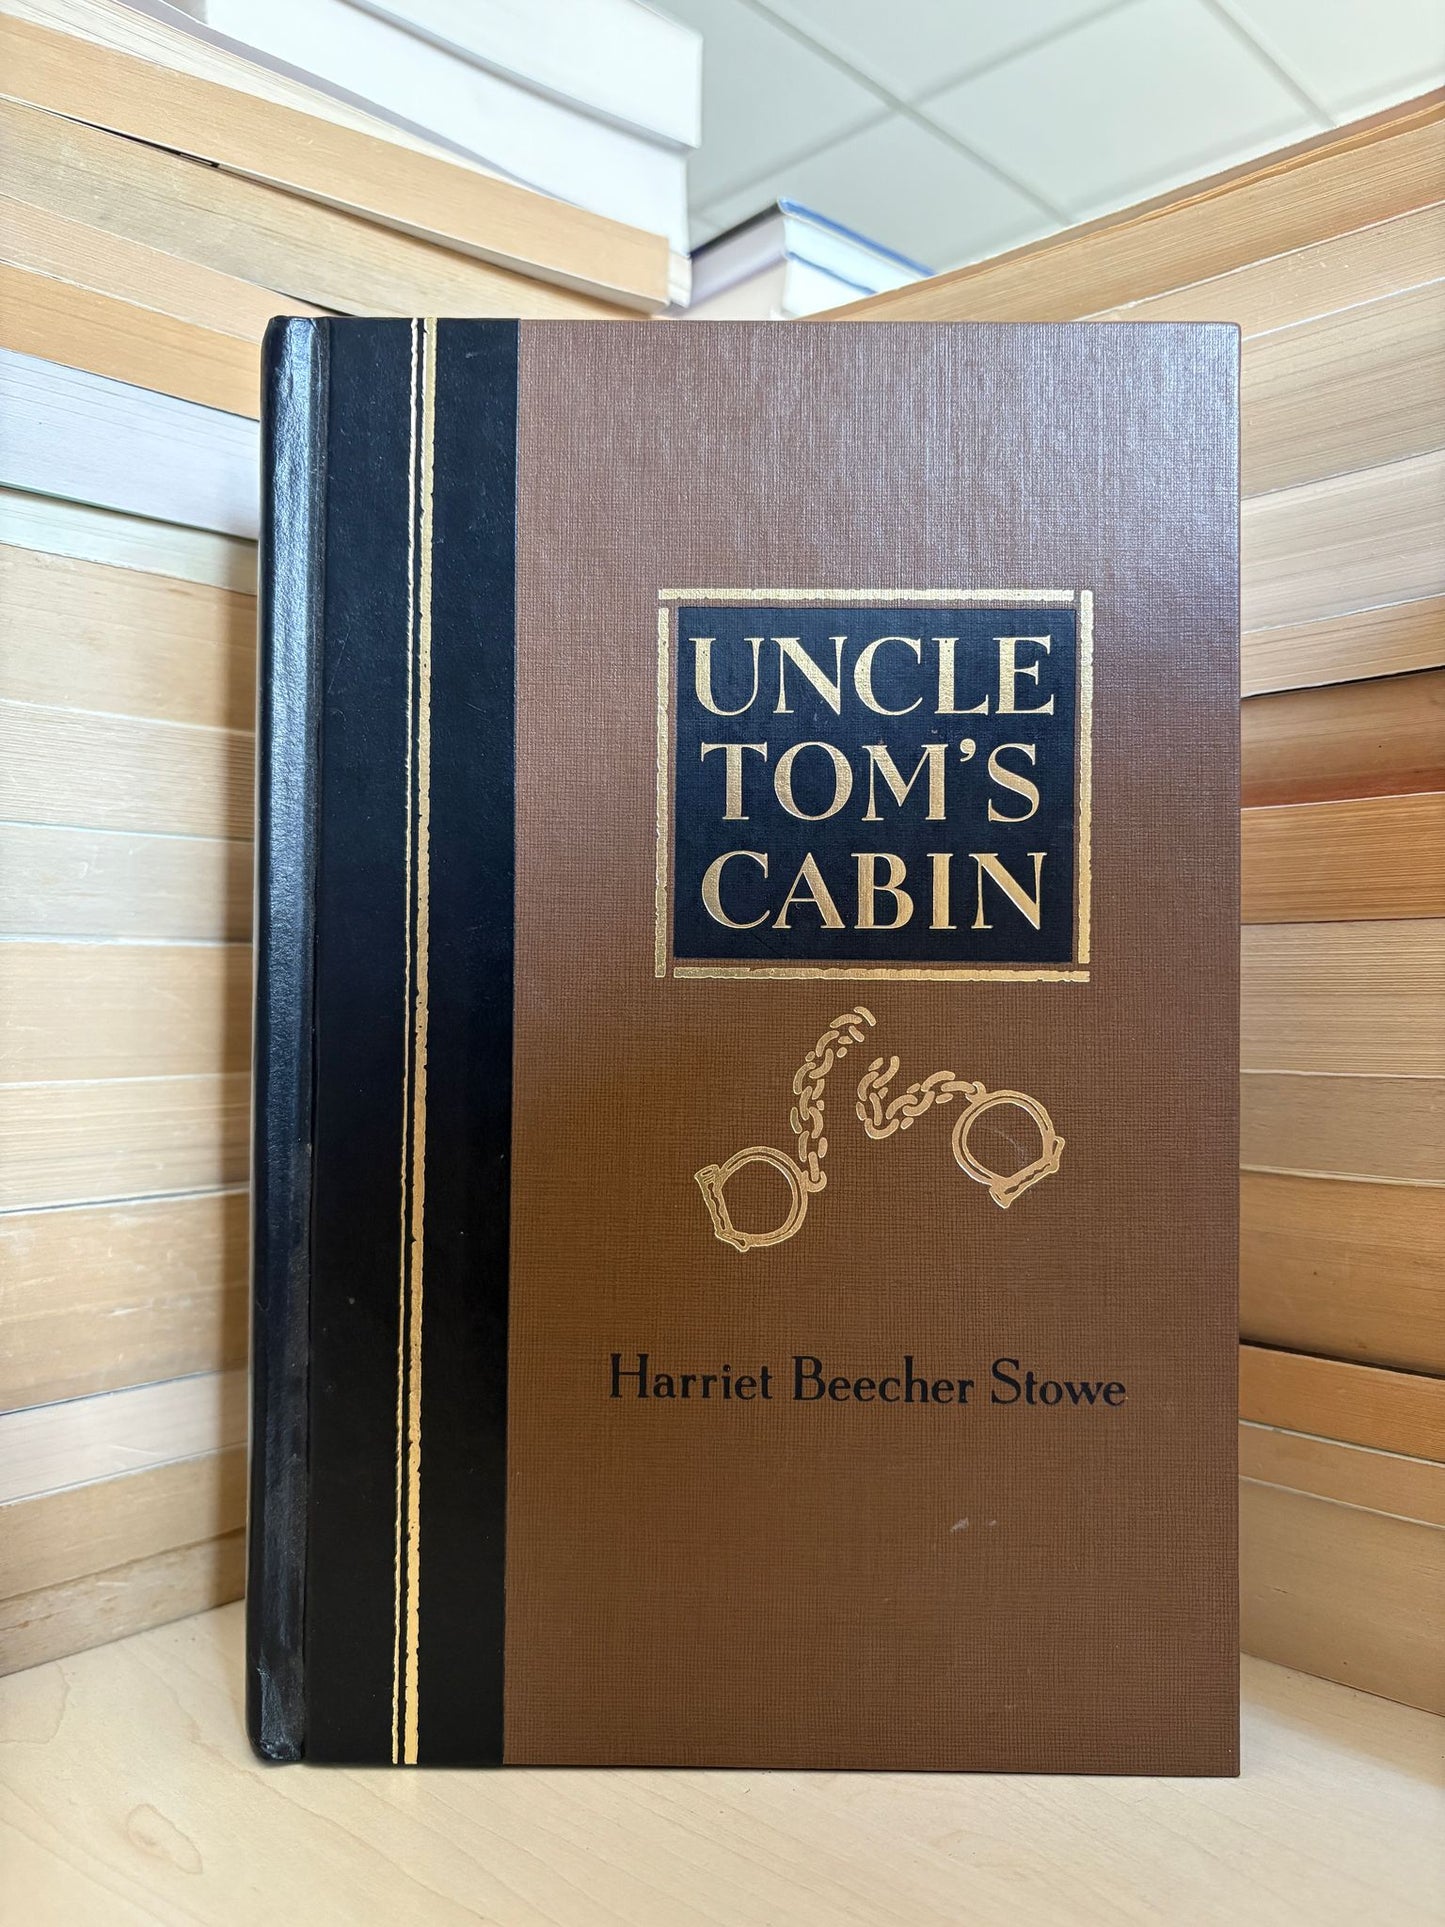 UNCLE
TOM'S
CABIN
Harriet Beecher Stowe